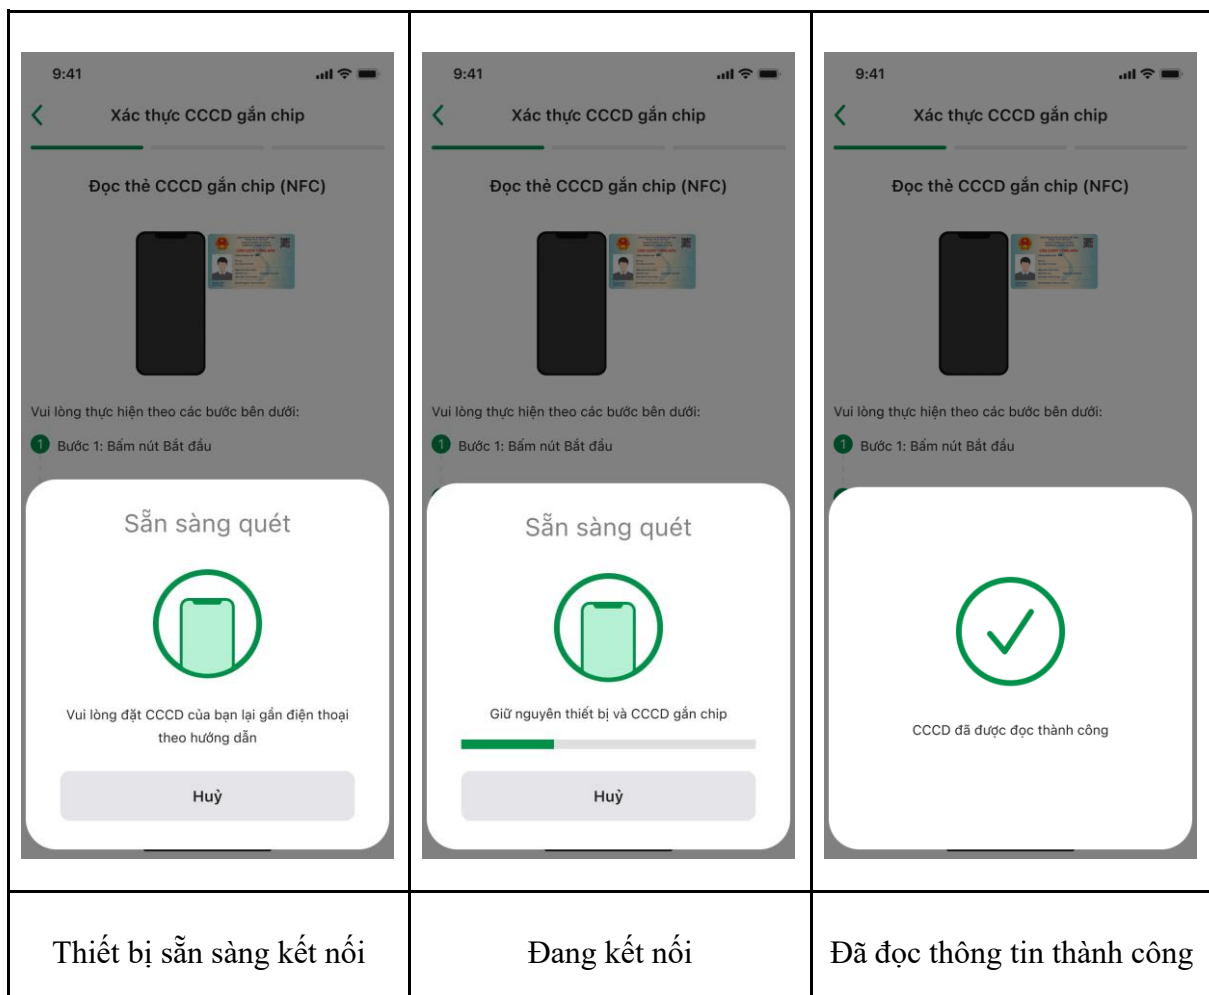 9:41
Xác thực CCCD gắn chip
Đọc thẻ CCCD gắn chip (NFC)
Vui lòng thực hiện theo các bước bên dưới:
1 Bước 1: Bấm nút Bắt đầu
Sẵn sàng quét
Vui lòng đặt CCCD của bạn lại gần điện thoại
theo hướng dẫn
Huỷ
Thiết bị sẵn sàng kết nối
9:41
Xác thực CCCD gắn chip
Đọc thẻ CCCD gắn chip (NFC)
Vui lòng thực hiện theo các bước bên dưới:
1 Bước 1: Bấm nút Bắt đầu
Sẵn sàng quét
Giữ nguyên thiết bị và CCCD gắn chip
Huỷ
Đang kết nối
9:41
Xác thực CCCD gắn chip
Đọc thẻ CCCD gắn chip (NFC)
Vui lòng thực hiện theo các bước bên dưới:
1 Bước 1: Bấm nút Bắt đầu
CCCD đã được đọc thành công
Đã đọc thông tin thành công